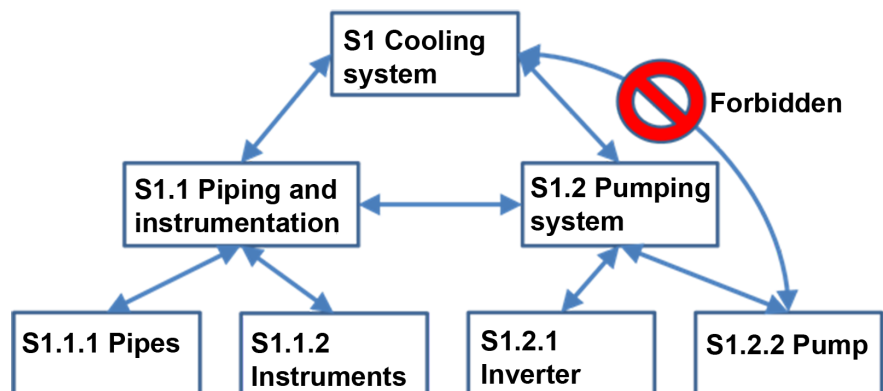 S1 Cooling
system
Forbidden
S1.1 Piping and
instrumentation
S1.2 Pumping
system
S1.1.1 Pipes
S1.1.2
Instruments
S1.2.1
Inverter
S1.2.2 Pump